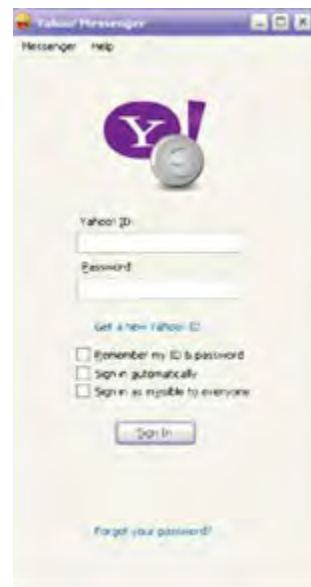 Yahoo! Messenger
Messenger Help
Y!
Yahoo! ID
Password
Get a new Yahoo! ID
Remember my ID & password
Sign in automatically
Sign in as invisible to everyone
Sign In
Forgot your password?